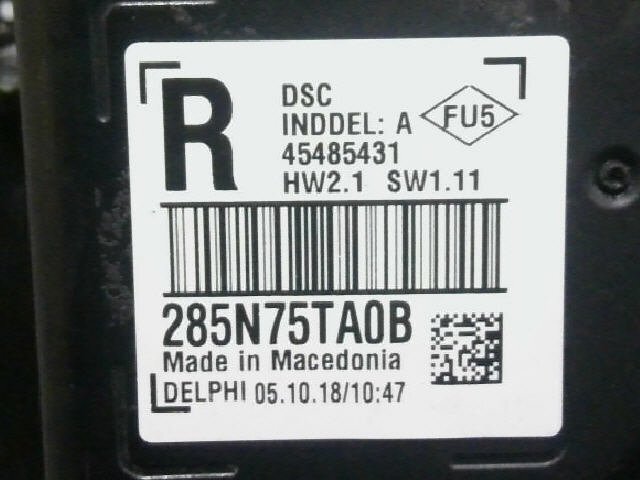 R
DSC
INDDEL: A
FU5
45485431
HW2.1 SW1.11
285N75TA0B
Made in Macedonia
DELPHI 05.10.18/10:47